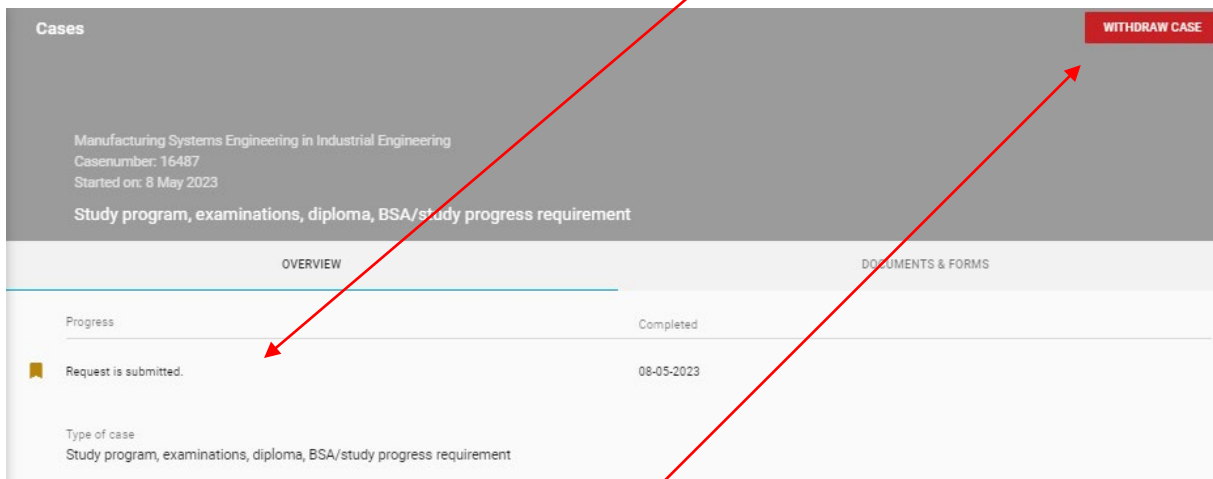 Cases
WITHDRAW CASE
Manufacturing Systems Engineering in Industrial Engineering
Casenumber: 16487
Started on: 8 May 2023
Study program, examinations, diploma, BSA/study progress requirement
OVERVIEW
DOCUMENTS & FORMS
Progress
Completed
Request is submitted.
08-05-2023
Type of case
Study program, examinations, diploma, BSA/study progress requirement